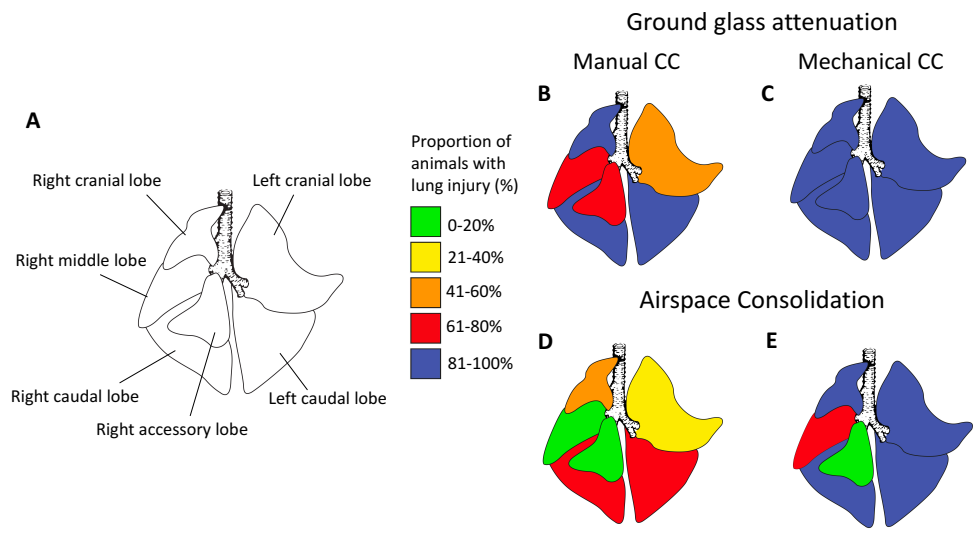 Ground glass attenuation
Manual CC
Mechanical CC
B
C
A
Proportion of
animals with
lung injury (%)
Right cranial lobe
Left cranial lobe
0-20%
Right middle lobe
21-40%
41-60%
Airspace Consolidation
61-80%
D
E
81-100%
Right caudal lobe
Left caudal lobe
Right accessory lobe